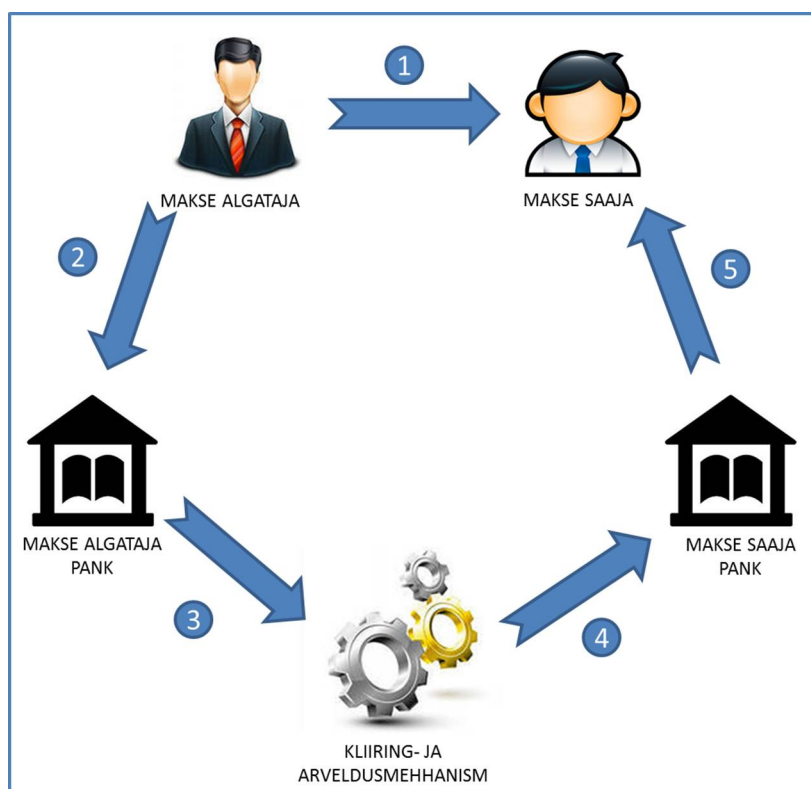 1
MAKSE ALGATAJA
MAKSE SAAJA
2
5
MAKSE ALGATAJA
PANK
MAKSE SAAJA
PANK
3
4
KLIIRING- JA
ARVELDUSMEHHANISM